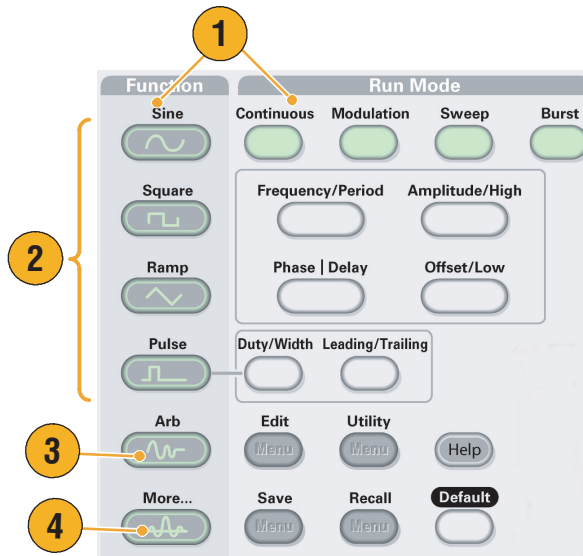 1
Function Run Mode
Sine Continuous Modulation Sweep Burst
Square Frequency/Period Amplitude/High
2
Ramp Phase | Delay Offset/Low
Pulse Duty/Width Leading/Trailing
Arb Edit Utility
3 Menu Menu Help
More... Save Recall Default
4 Menu Menu